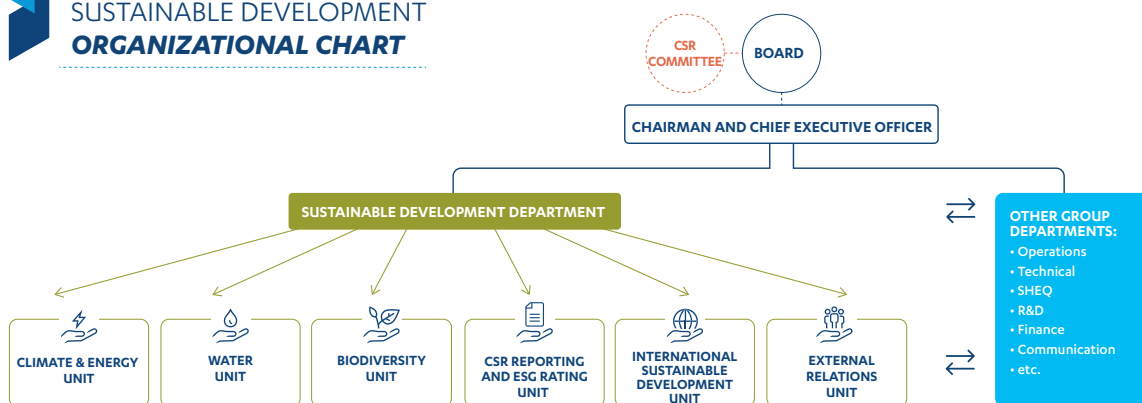 SUSTAINABLE DEVELOPMENT
ORGANIZATIONAL CHART
CSR
COMMITTEE
BOARD
CHAIRMAN AND CHIEF EXECUTIVE OFFICER
SUSTAINABLE DEVELOPMENT DEPARTMENT
OTHER GROUP
DEPARTMENTS:
• Operations
• Technical
• SHEQ
• R&D
• Finance
• Communication
• etc.
CLIMATE & ENERGY
UNIT
WATER
UNIT
BIODIVERSITY
UNIT
CSR REPORTING
AND ESG RATING
UNIT
INTERNATIONAL
SUSTAINABLE
DEVELOPMENT
UNIT
EXTERNAL
RELATIONS
UNIT